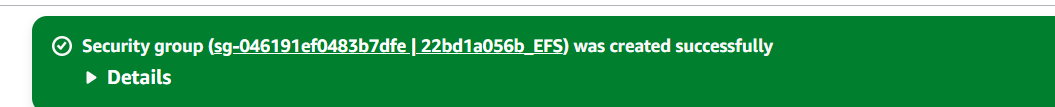 Security group (sg-046191ef0483b7dfe | 22bd1a056b_EFS) was created successfully
Details